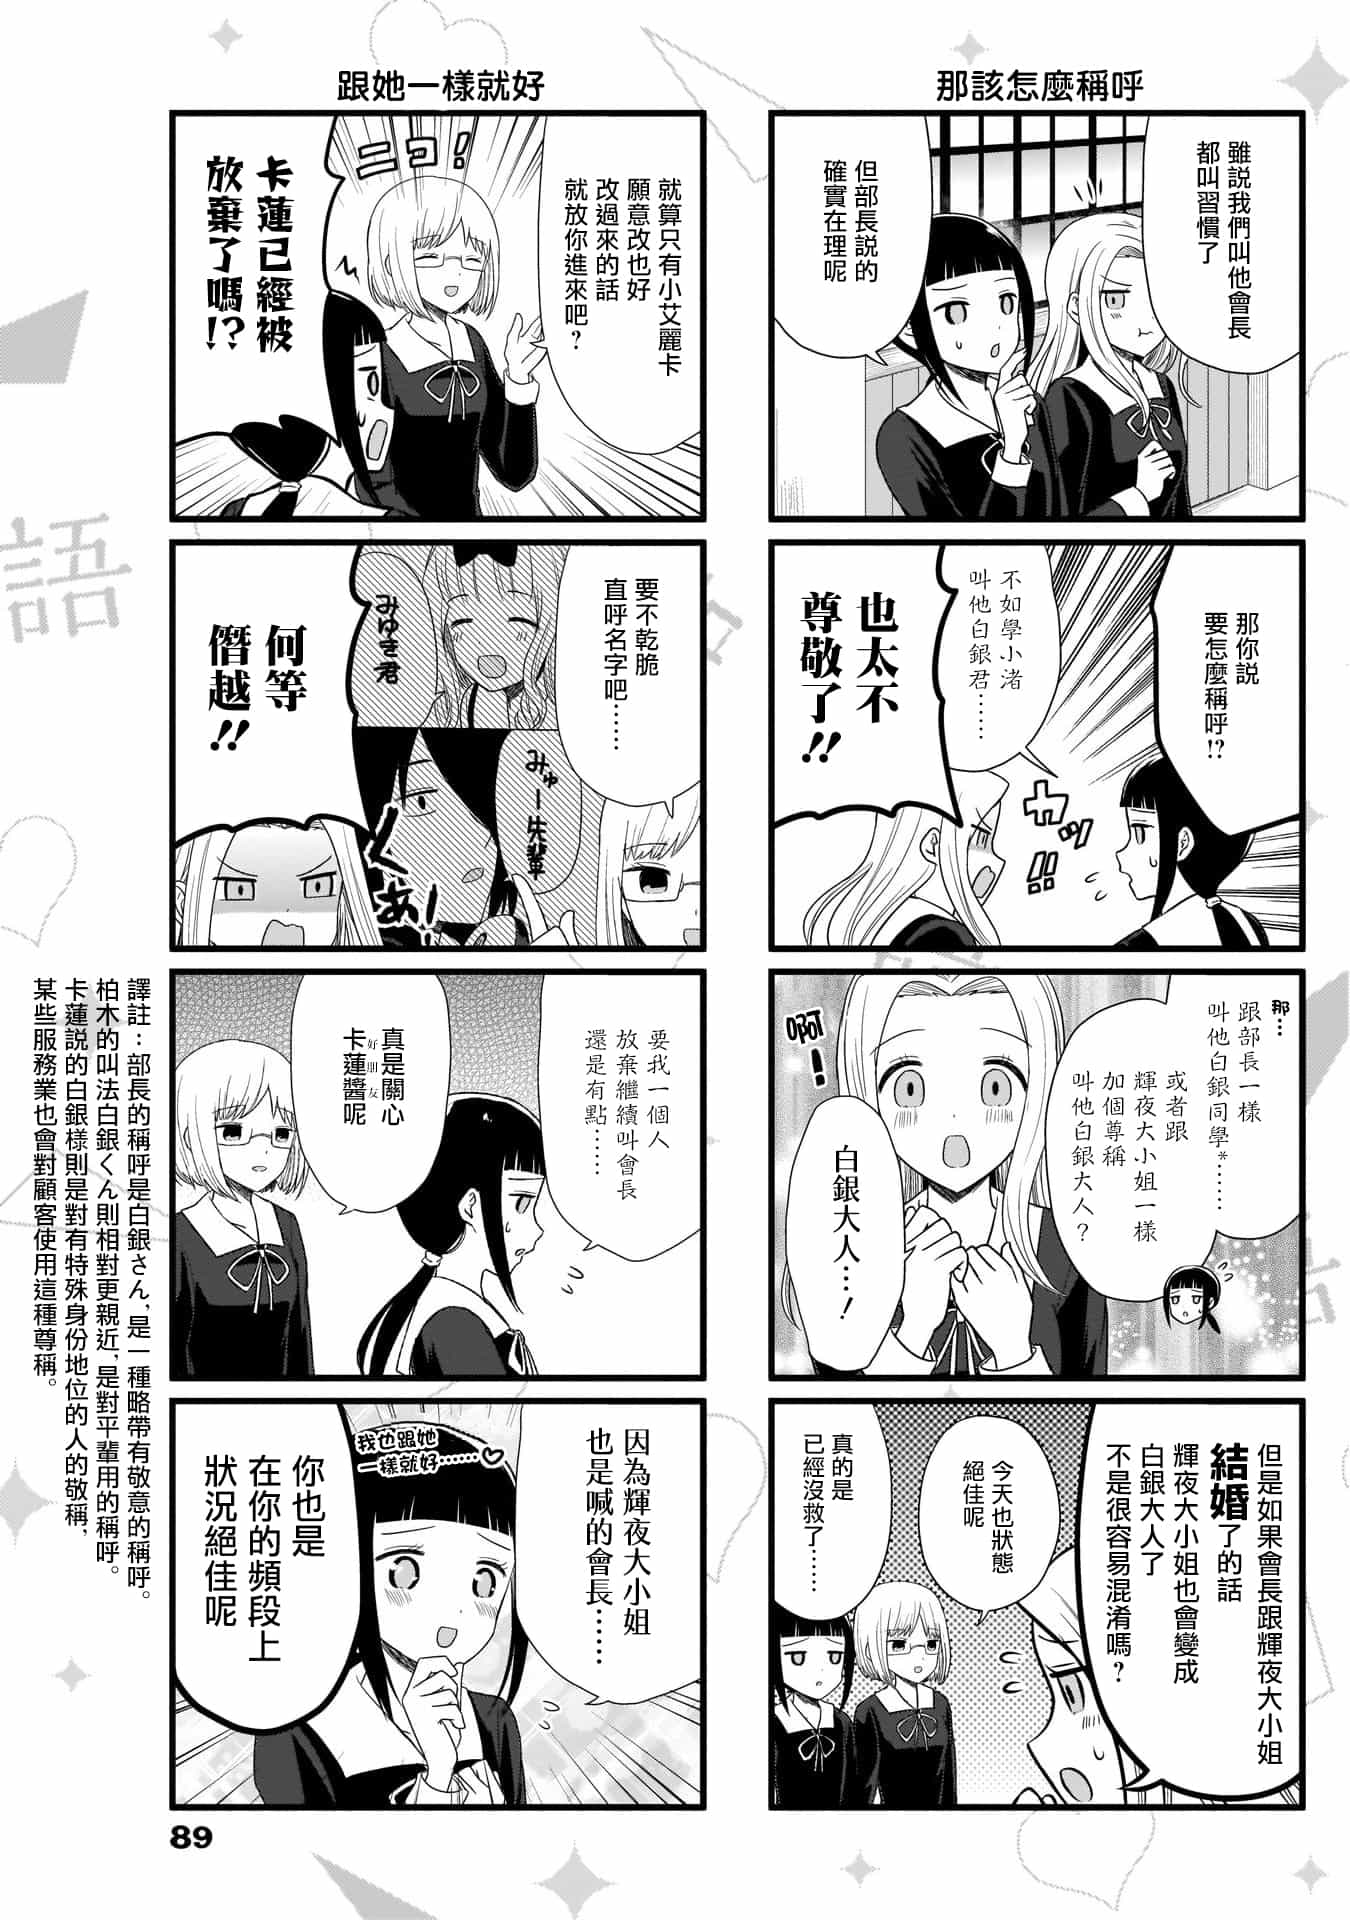 那該怎麼稱呼
雖說我們叫他會長
都叫習慣了
但部長說的
確實在理呢
那你說
要怎麼稱呼!?
不如學小渚
叫他白銀君……
也太不
尊敬了!!
カッ!!
那…
跟部長一樣
叫他白銀同學*……
或者跟
輝夜大小姐一樣
加個尊稱
叫他白銀大人?
啊!
白銀大人…!
但是如果會長跟輝夜大小姐
結婚了的話
輝夜大小姐也會變成
白銀大人了
不是很容易混淆嗎?
今天也狀態
絕佳呢
真的是
已經沒救了……
跟她一樣就好
就算只有小艾麗卡
願意改也好
改過來的話
就放你進來吧?
ニコ!
卡蓮已經被
放棄了嗎!?
要不乾脆
直呼名字吧……
みゆき君
みゅー先輩
何等
僭越!!
くぁぁ!
要我一個人
放棄繼續叫會長
還是有點……
真是關心
卡蓮醬呢
好朋友
因為輝夜大小姐
也是喊的會長……
我也跟她
一樣就好……♡
你也是
在你的頻段上
狀況絕佳呢
譯註:部長的稱呼是白銀さん,是一種略帶有敬意的稱呼。
柏木的叫法白銀くん則相對更親近,是對平輩用的稱呼。
卡蓮説的白銀様則是對有特殊身份地位的人的敬稱,
某些服務業也會對顧客使用這種尊稱。
語
89